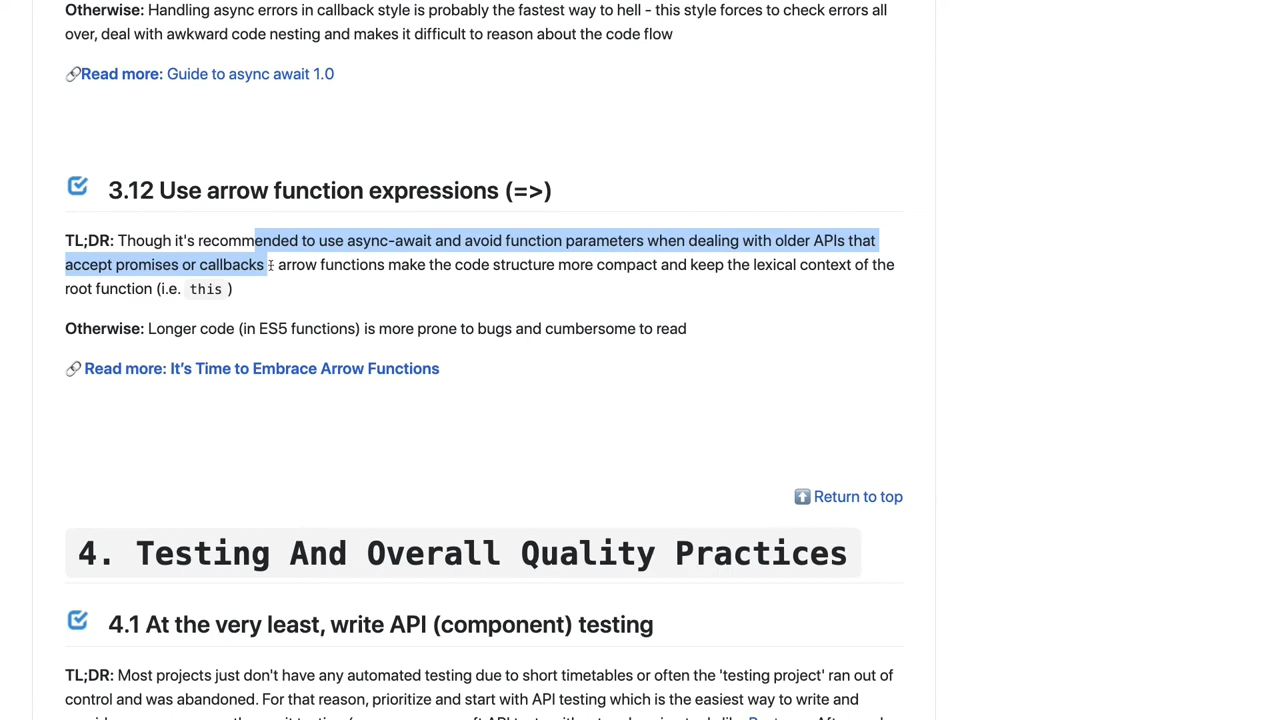 Otherwise: Handling async errors in callback style is probably the fastest way to hell - this style forces to check errors all
over, deal with awkward code nesting and makes it difficult to reason about the code flow
🔗Read more: Guide to async await 1.0
3.12 Use arrow function expressions (=>)
TL;DR: Though it's recommended to use async-await and avoid function parameters when dealing with older APIs that
accept promises or callbacks - arrow functions make the code structure more compact and keep the lexical context of the
root function (i.e. this )
Otherwise: Longer code (in ES5 functions) is more prone to bugs and cumbersome to read
🔗 Read more: It's Time to Embrace Arrow Functions
⬆ Return to top
4. Testing And Overall Quality Practices
4.1 At the very least, write API (component) testing
TL;DR: Most projects just don't have any automated testing due to short timetables or often the 'testing project' ran out of
control and was abandoned. For that reason, prioritize and start with API testing which is the easiest way to write and